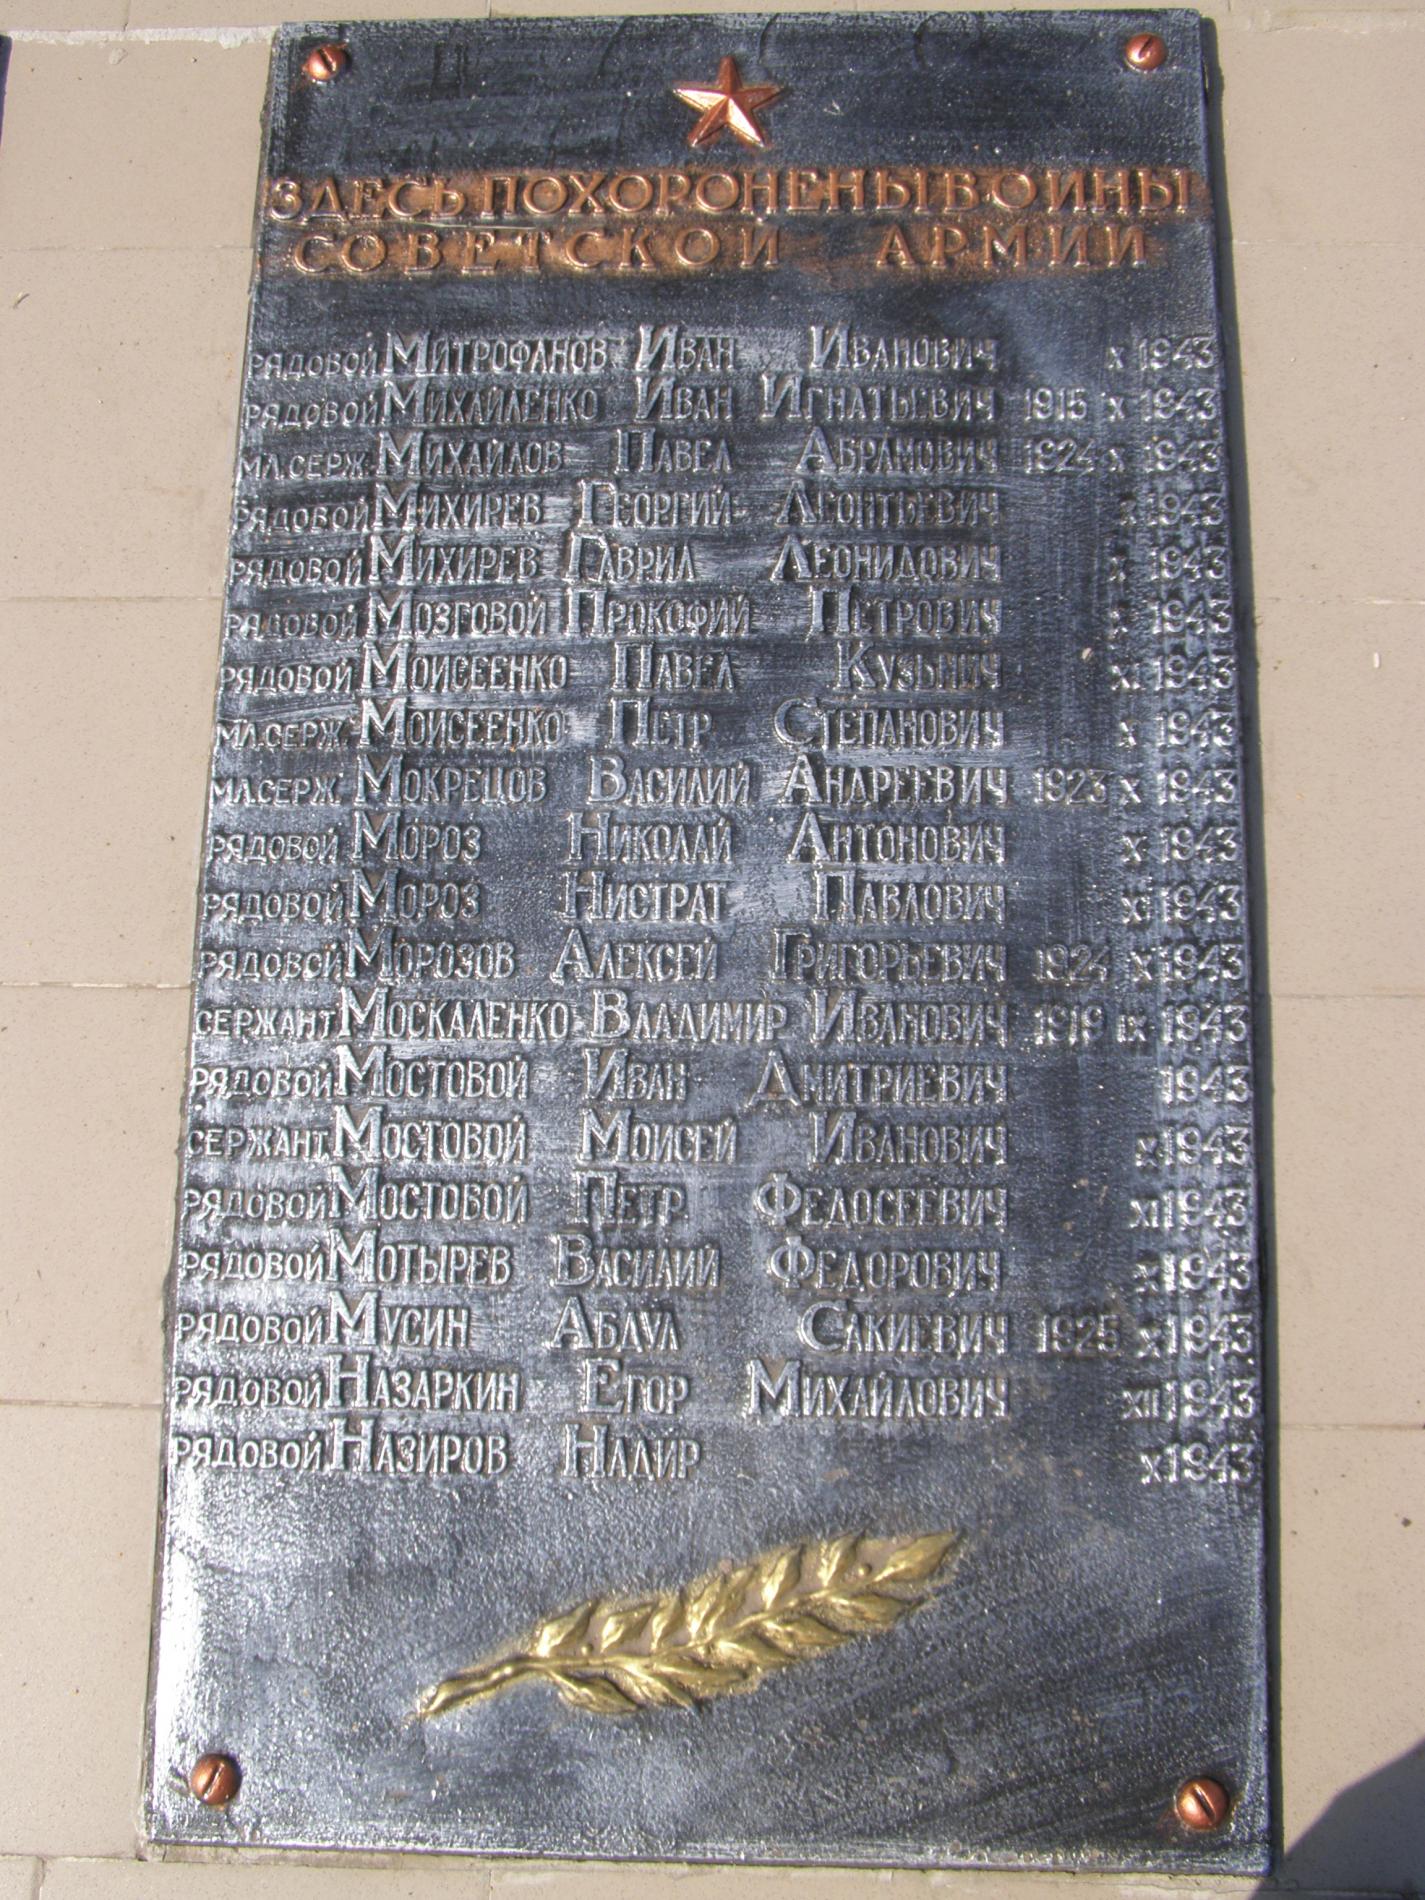 ЗДЕСЬ ПОХОРОНЕНЫ ВОИНЫ
СОВЕТСКОЙ АРМИИ
РЯДОВОЙ МИТРОФАНОВ ИВАН ИВАНОВИЧ X 1943
РЯДОВОЙ МИХАЙЛЕНКО ИВАН ИГНАТЬЕВИЧ 1915 X 1943
МЛ.СЕРЖ. МИХАЙЛОВ ПАВЕЛ АБРАМОВИЧ 1924 X 1943
РЯДОВОЙ МИХИРЕВ ГЕОРГИЙ ЛЕОНТЬЕВИЧ X 1943
РЯДОВОЙ МИХИРЕВ ГАВРИЛ ЛЕОНИДОВИЧ X 1943
РЯДОВОЙ МОЗГОВОЙ ПРОКОФИЙ ПЕТРОВИЧ X 1943
РЯДОВОЙ МОИСЕЕНКО ПАВЕЛ КУЗЬМИЧ XI 1943
МЛ.СЕРЖ. МОИСЕЕНКО ПЕТР СТЕПАНОВИЧ X 1943
МЛ.СЕРЖ. МОКРЕЦОВ ВАСИЛИЙ АНДРЕЕВИЧ 1923 X 1943
РЯДОВОЙ МОРОЗ НИКОЛАЙ АНТОНОВИЧ X 1943
РЯДОВОЙ МОРОЗ НИСТРАТ ПАВЛОВИЧ XI 1943
РЯДОВОЙ МОРОЗОВ АЛЕКСЕЙ ГРИГОРЬЕВИЧ 1924 X 1943
СЕРЖАНТ МОСКАЛЕНКО ВЛАДИМИР ИВАНОВИЧ 1919 IX 1943
РЯДОВОЙ МОСТОВОЙ ИВАН ДМИТРИЕВИЧ 1943
СЕРЖАНТ МОСТОВОЙ МОИСЕЙ ИВАНОВИЧ X 1943
РЯДОВОЙ МОСТОВОЙ ПЕТР ФЕДОСЕЕВИЧ XII 1943
РЯДОВОЙ МОТЫРЕВ ВАСИЛИЙ ФЕДОРОВИЧ X 1943
РЯДОВОЙ МУСИН АБДУЛ САКИЕВИЧ 1925 X 1943
РЯДОВОЙ НАЗАРКИН ЕГОР МИХАЙЛОВИЧ XII 1943
РЯДОВОЙ НАЗИРОВ НАДИР X 1943